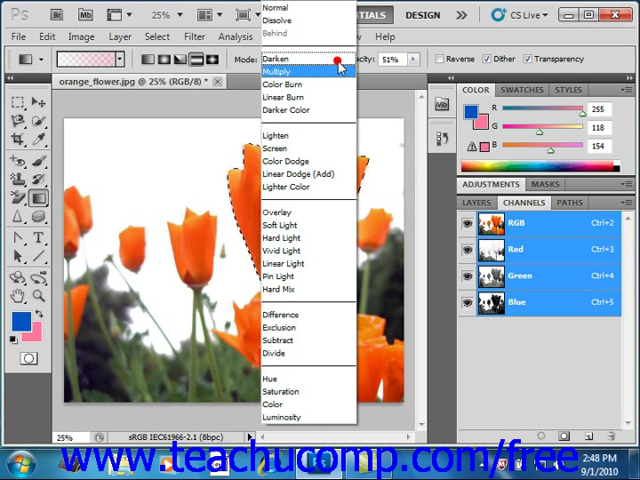 Ps Br Mb 25% ENTIALS DESIGN >> CS Live
File Edit Image Layer Select Filter Analysis Help
Mode: Opacity: 51% Reverse Dither Transparency
orange_flower.jpg @ 25% (RGB/8) *
Normal
Dissolve
Behind
Darken
Multiply
Color Burn
Linear Burn
Darker Color
Lighten
Screen
Color Dodge
Linear Dodge (Add)
Lighter Color
Overlay
Soft Light
Hard Light
Vivid Light
Linear Light
Pin Light
Hard Mix
Difference
Exclusion
Subtract
Divide
Hue
Saturation
Color
Luminosity
COLOR SWATCHES STYLES
R 255
G 118
B 154
ADJUSTMENTS MASKS
LAYERS CHANNELS PATHS
RGB Ctrl+2
Red Ctrl+3
Green Ctrl+4
Blue Ctrl+5
25% sRGB IEC61966-2.1 (8bpc)
www.teachucomp.com/free
2:48 PM
9/1/2010